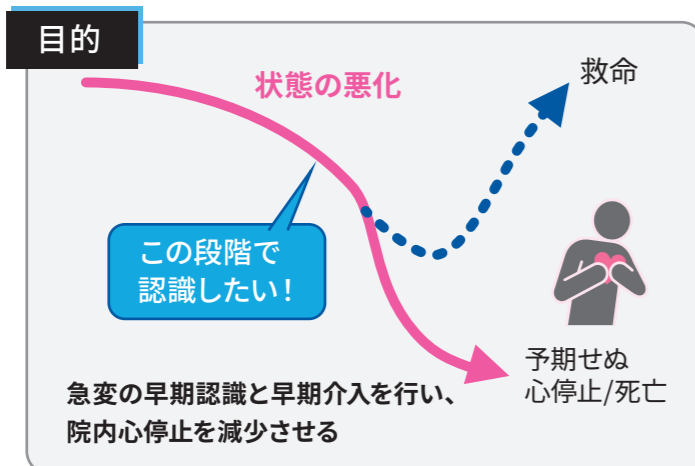 目的
状態の悪化
救命
この段階で
認識したい！
予期せぬ
心停止/死亡
急変の早期認識と早期介入を行い、
院内心停止を減少させる